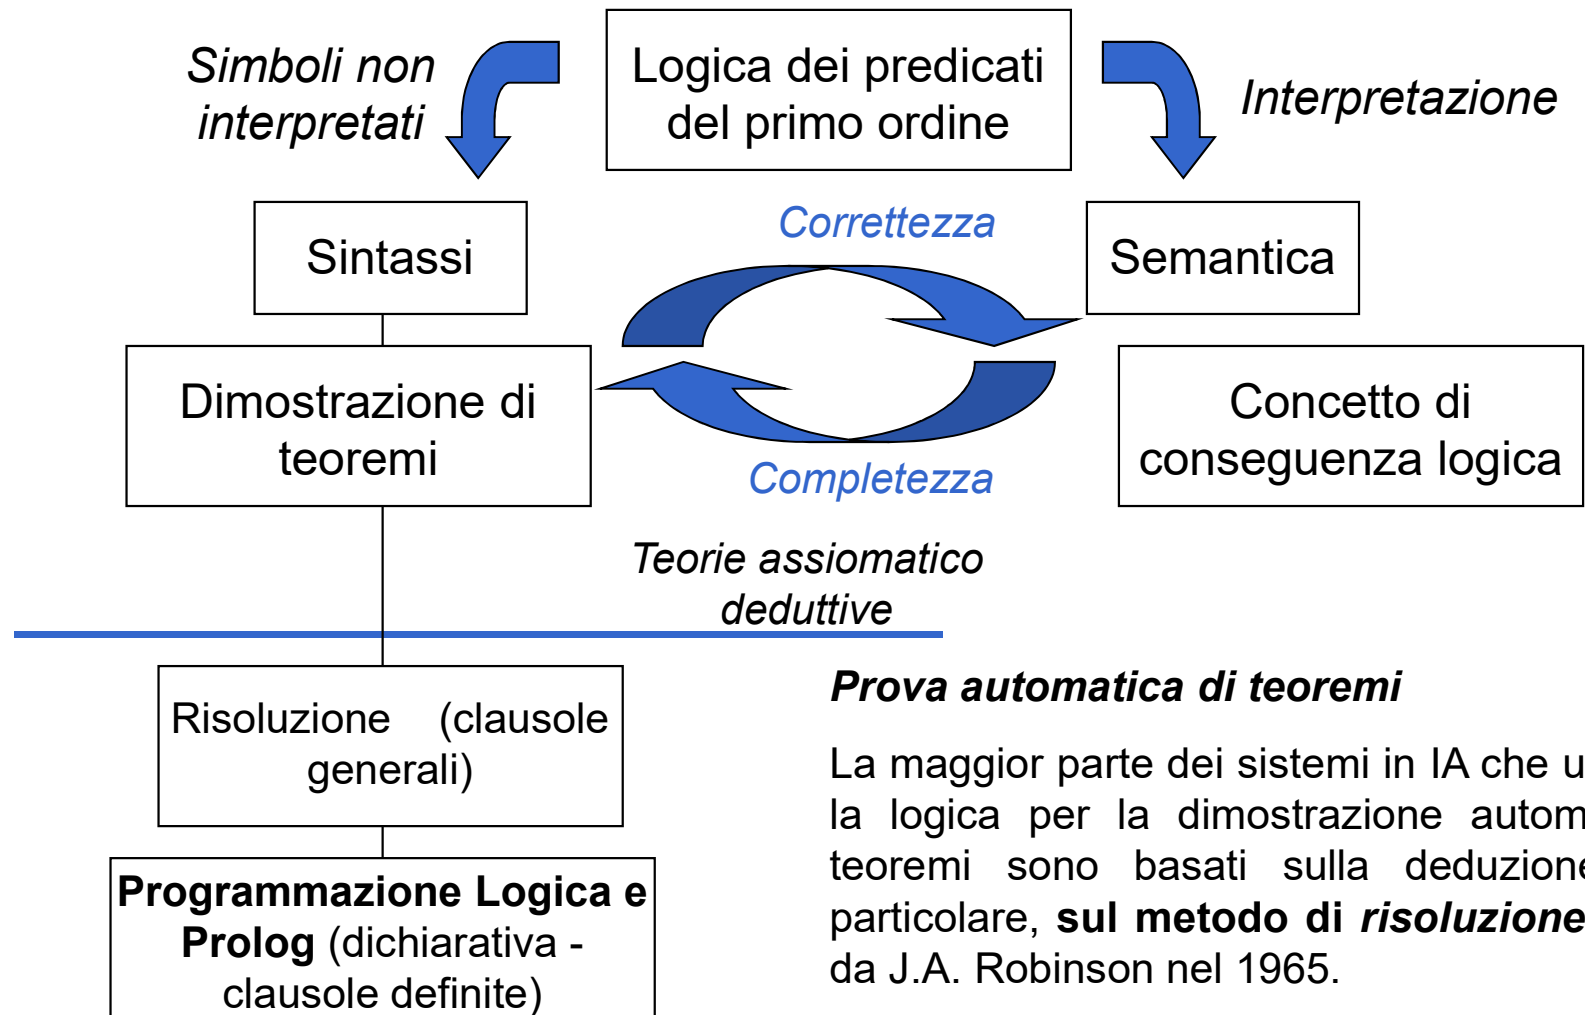 Simboli non
interpretati
Logica dei predicati
del primo ordine
Interpretazione
Sintassi
Correttezza
Semantica
Dimostrazione di
teoremi
Completezza
Concetto di
conseguenza logica
Teorie assiomatico
deduttive
Risoluzione (clausole
generali)
Prova automatica di teoremi
La maggior parte dei sistemi in IA che
la logica per la dimostrazione
teoremi sono basati sulla
particolare, sul metodo di risoluzione
da J.A. Robinson nel 1965.
Programmazione Logica e
Prolog (dichiarativa -
clausole definite)